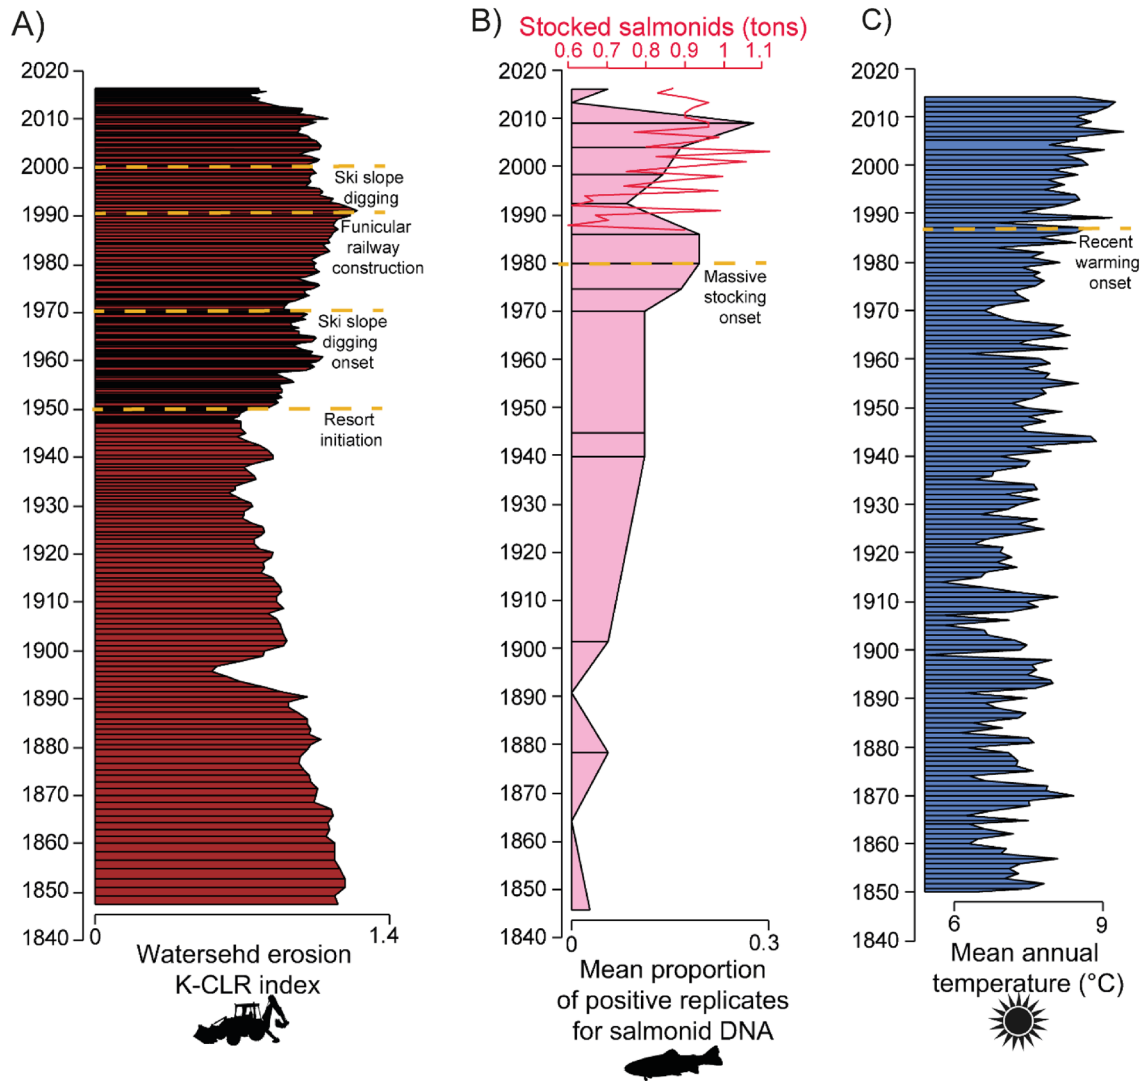 A)
2020
2010
2000
1990
1980
1970
1960
1950
1940
1930
1920
1910
1900
1890
1880
1870
1860
1850
1840
Ski slope
digging
Funicular
railway
construction
Ski slope
digging
onset
Resort
initiation
0
1.4
Watersehd erosion
K-CLR index
B)
Stocked salmonids (tons)
0.6 0.7 0.8 0.9 1 1.1
2020
2010
2000
1990
1980
1970
1960
1950
1940
1930
1920
1910
1900
1890
1880
1870
1860
1850
1840
Massive
stocking
onset
0
0.3
Mean proportion
of positive replicates
for salmonid DNA
C)
2020
2010
2000
1990
1980
1970
1960
1950
1940
1930
1920
1910
1900
1890
1880
1870
1860
1850
1840
Recent
warming
onset
6
9
Mean annual
temperature (°C)